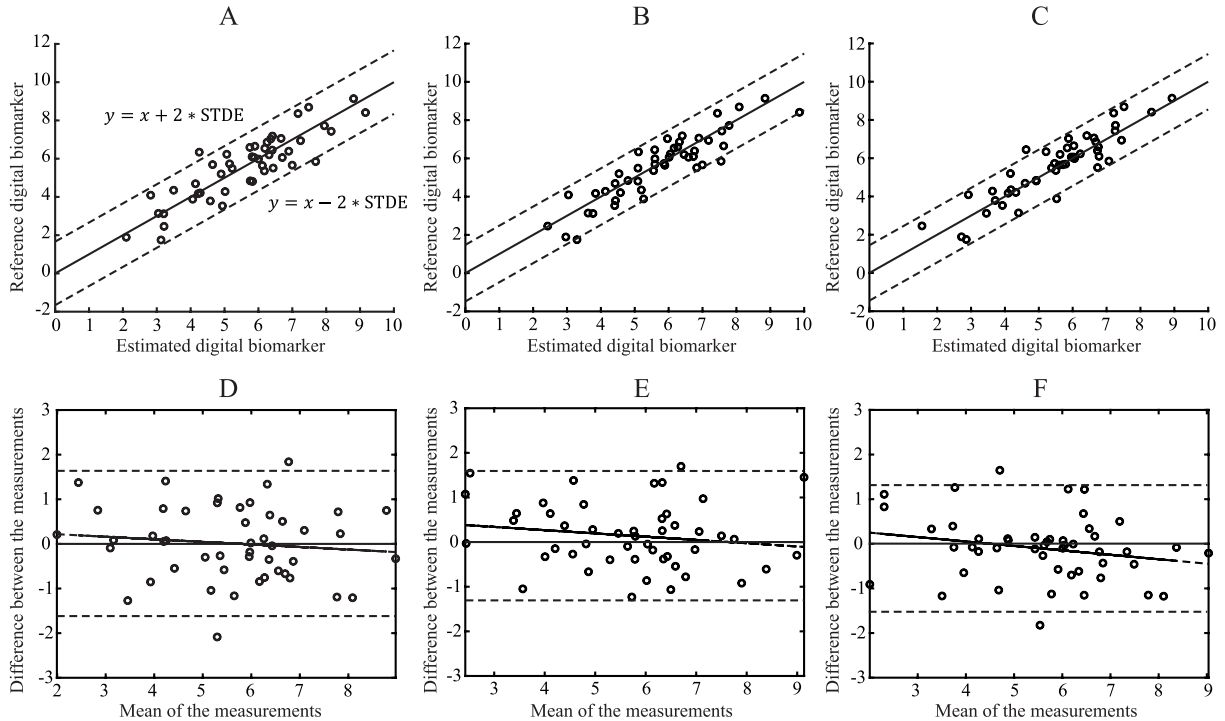 A
B
C
12
10
8
6
4
2
0
-2
Reference digital biomarker
y = x + 2 * STDE
y = x − 2 * STDE
0 1 2 3 4 5 6 7 8 9 10
Estimated digital biomarker
12
10
8
6
4
2
0
-2
Reference digital biomarker
0 1 2 3 4 5 6 7 8 9 10
Estimated digital biomarker
12
10
8
6
4
2
0
-2
Reference digital biomarker
0 1 2 3 4 5 6 7 8 9 10
Estimated digital biomarker
D
E
F
3
2
1
0
-1
-2
-3
Difference between the measurements
2 3 4 5 6 7 8
Mean of the measurements
3
2
1
0
-1
-2
-3
Difference between the measurements
3 4 5 6 7 8 9
Mean of the measurements
3
2
1
0
-1
-2
-3
Difference between the measurements
2 3 4 5 6 7 8 9
Mean of the measurements